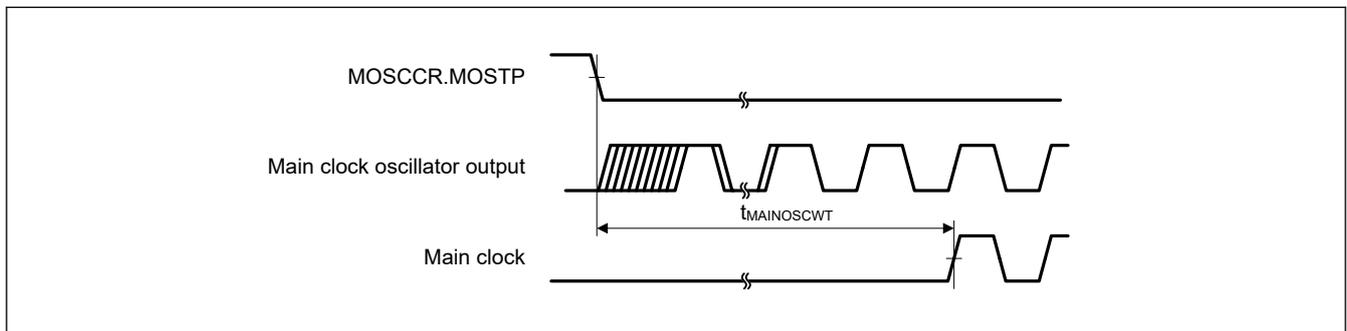 MOSCCR.MOSTP
Main clock oscillator output
tMAINOSCWT
Main clock